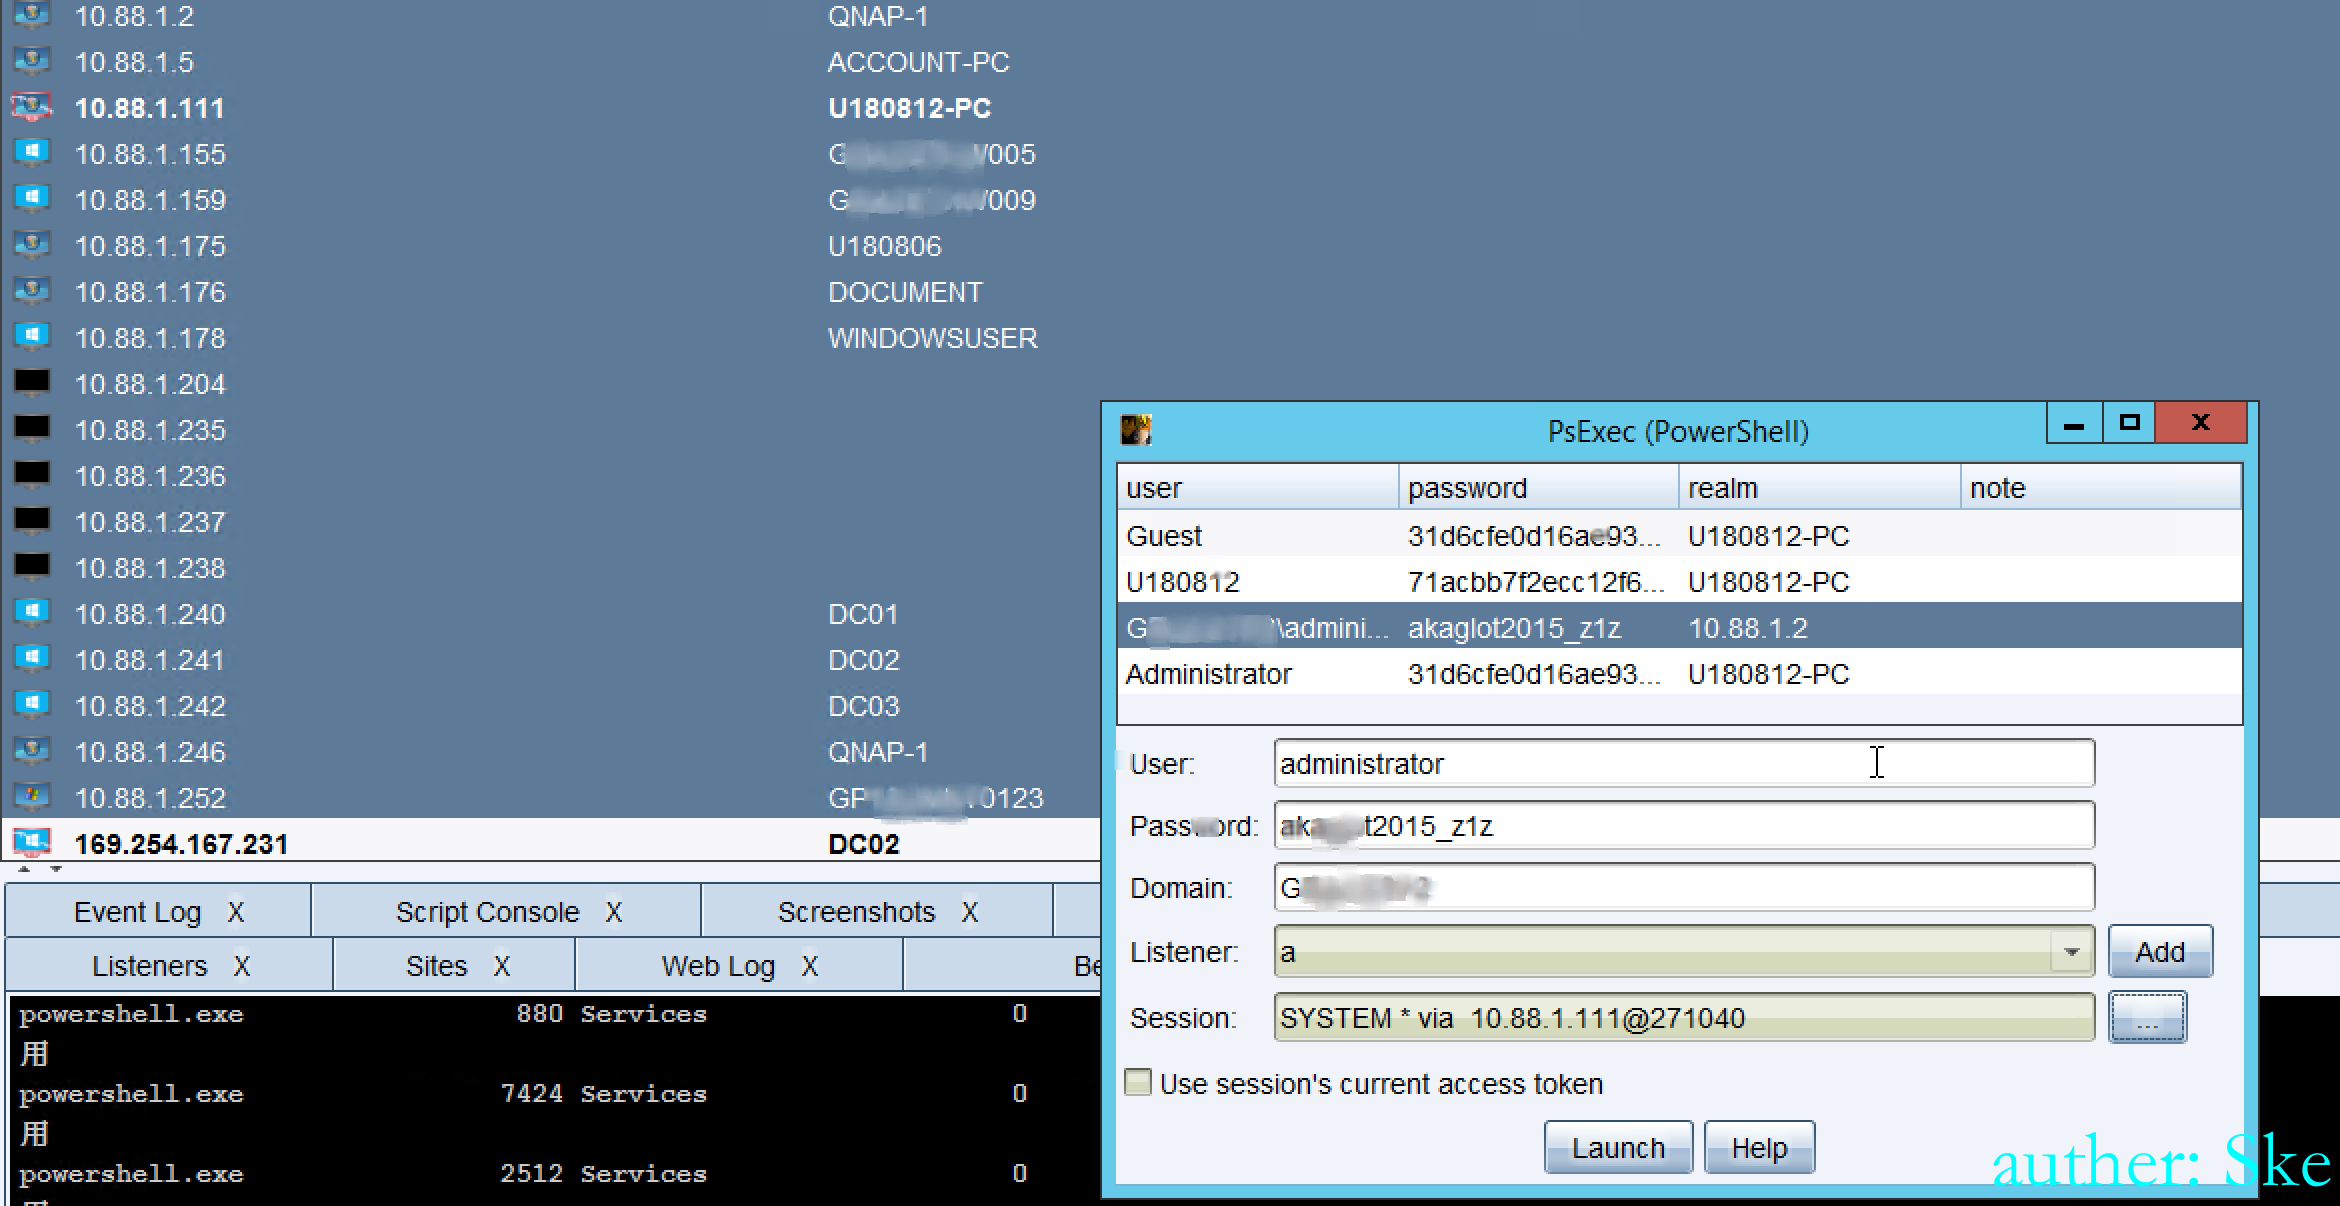 10.88.1.2 QNAP-1
10.88.1.5 ACCOUNT-PC
10.88.1.111 U180812-PC
10.88.1.155 G 005
10.88.1.159 G 009
10.88.1.175 U180806
10.88.1.176 DOCUMENT
10.88.1.178 WINDOWSUSER
10.88.1.204
10.88.1.235
10.88.1.236
10.88.1.237
10.88.1.238
10.88.1.240 DC01
10.88.1.241 DC02
10.88.1.242 DC03
10.88.1.246 QNAP-1
10.88.1.252 GP 0123
169.254.167.231 DC02
Event Log X Script Console X Screenshots X
Listeners X Sites X Web Log X Be
powershell.exe 880 Services 0
用
powershell.exe 7424 Services 0
用
powershell.exe 2512 Services 0
PsExec (PowerShell)
user password realm note
Guest 31d6cfe0d16ae93... U180812-PC
U180812 71acbb7f2ecc12f6... U180812-PC
G \admini... akaglot2015_z1z 10.88.1.2
Administrator 31d6cfe0d16ae93... U180812-PC
User: administrator
Password: aka t2015_z1z
Domain: G
Listener: a Add
Session: SYSTEM * via 10.88.1.111@271040 ...
Use session's current access token
Launch Help
auther: Ske